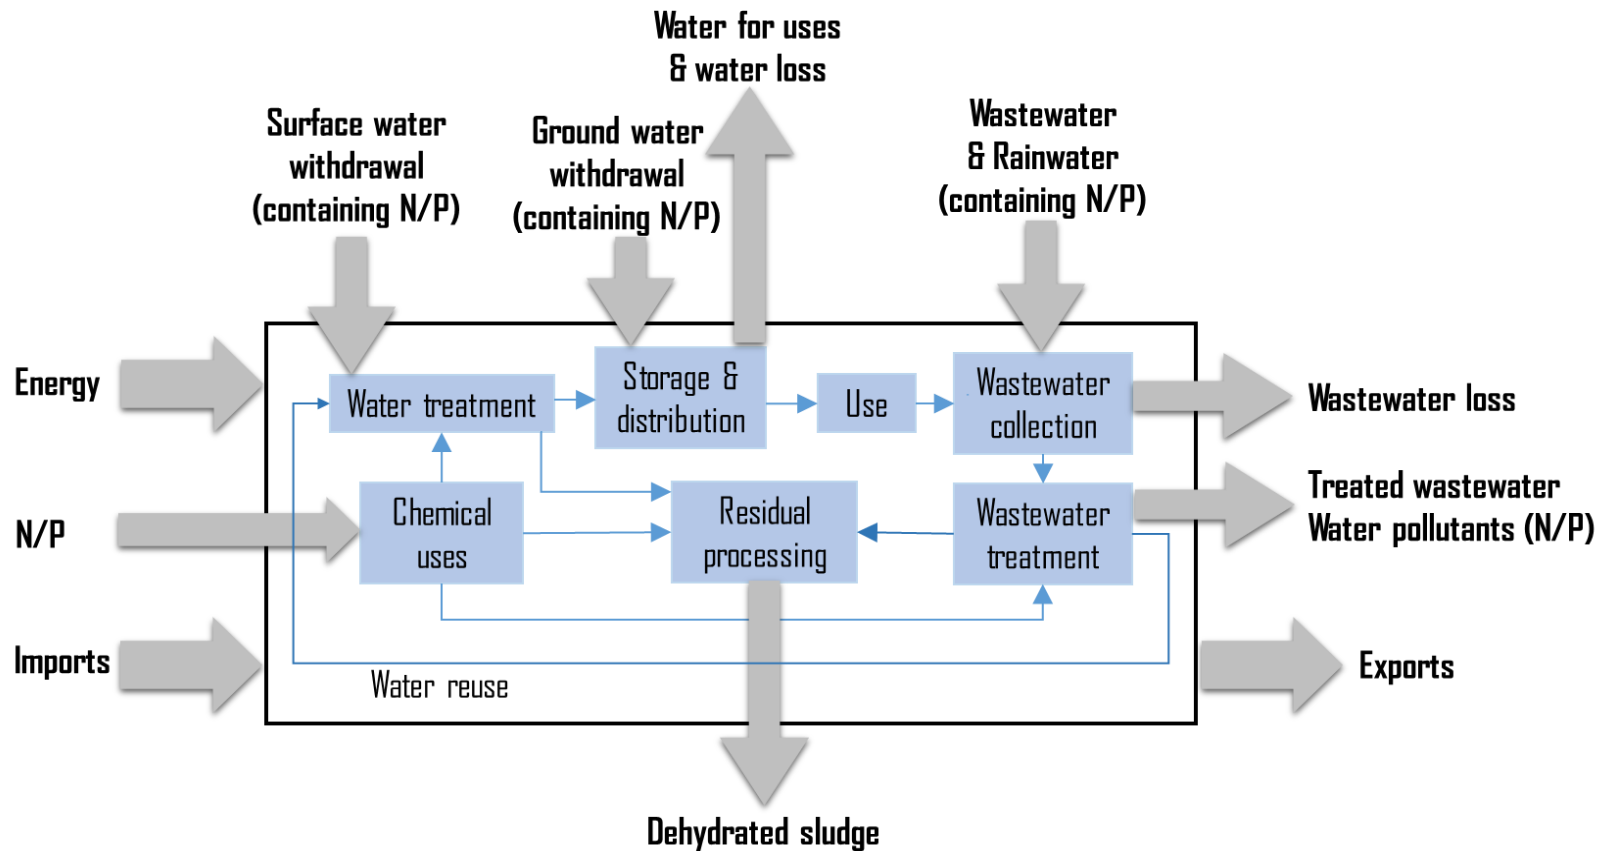 Water for uses
& water loss
Surface water
withdrawal
(containing N/P)
Ground water
withdrawal
(containing N/P)
Wastewater
& Rainwater
(containing N/P)
Energy
Water treatment
Storage &
distribution
Use
Wastewater
collection
Wastewater loss
N/P
Chemical
uses
Residual
processing
Wastewater
treatment
Treated wastewater
Water pollutants (N/P)
Imports
Water reuse
Exports
Dehydrated sludge